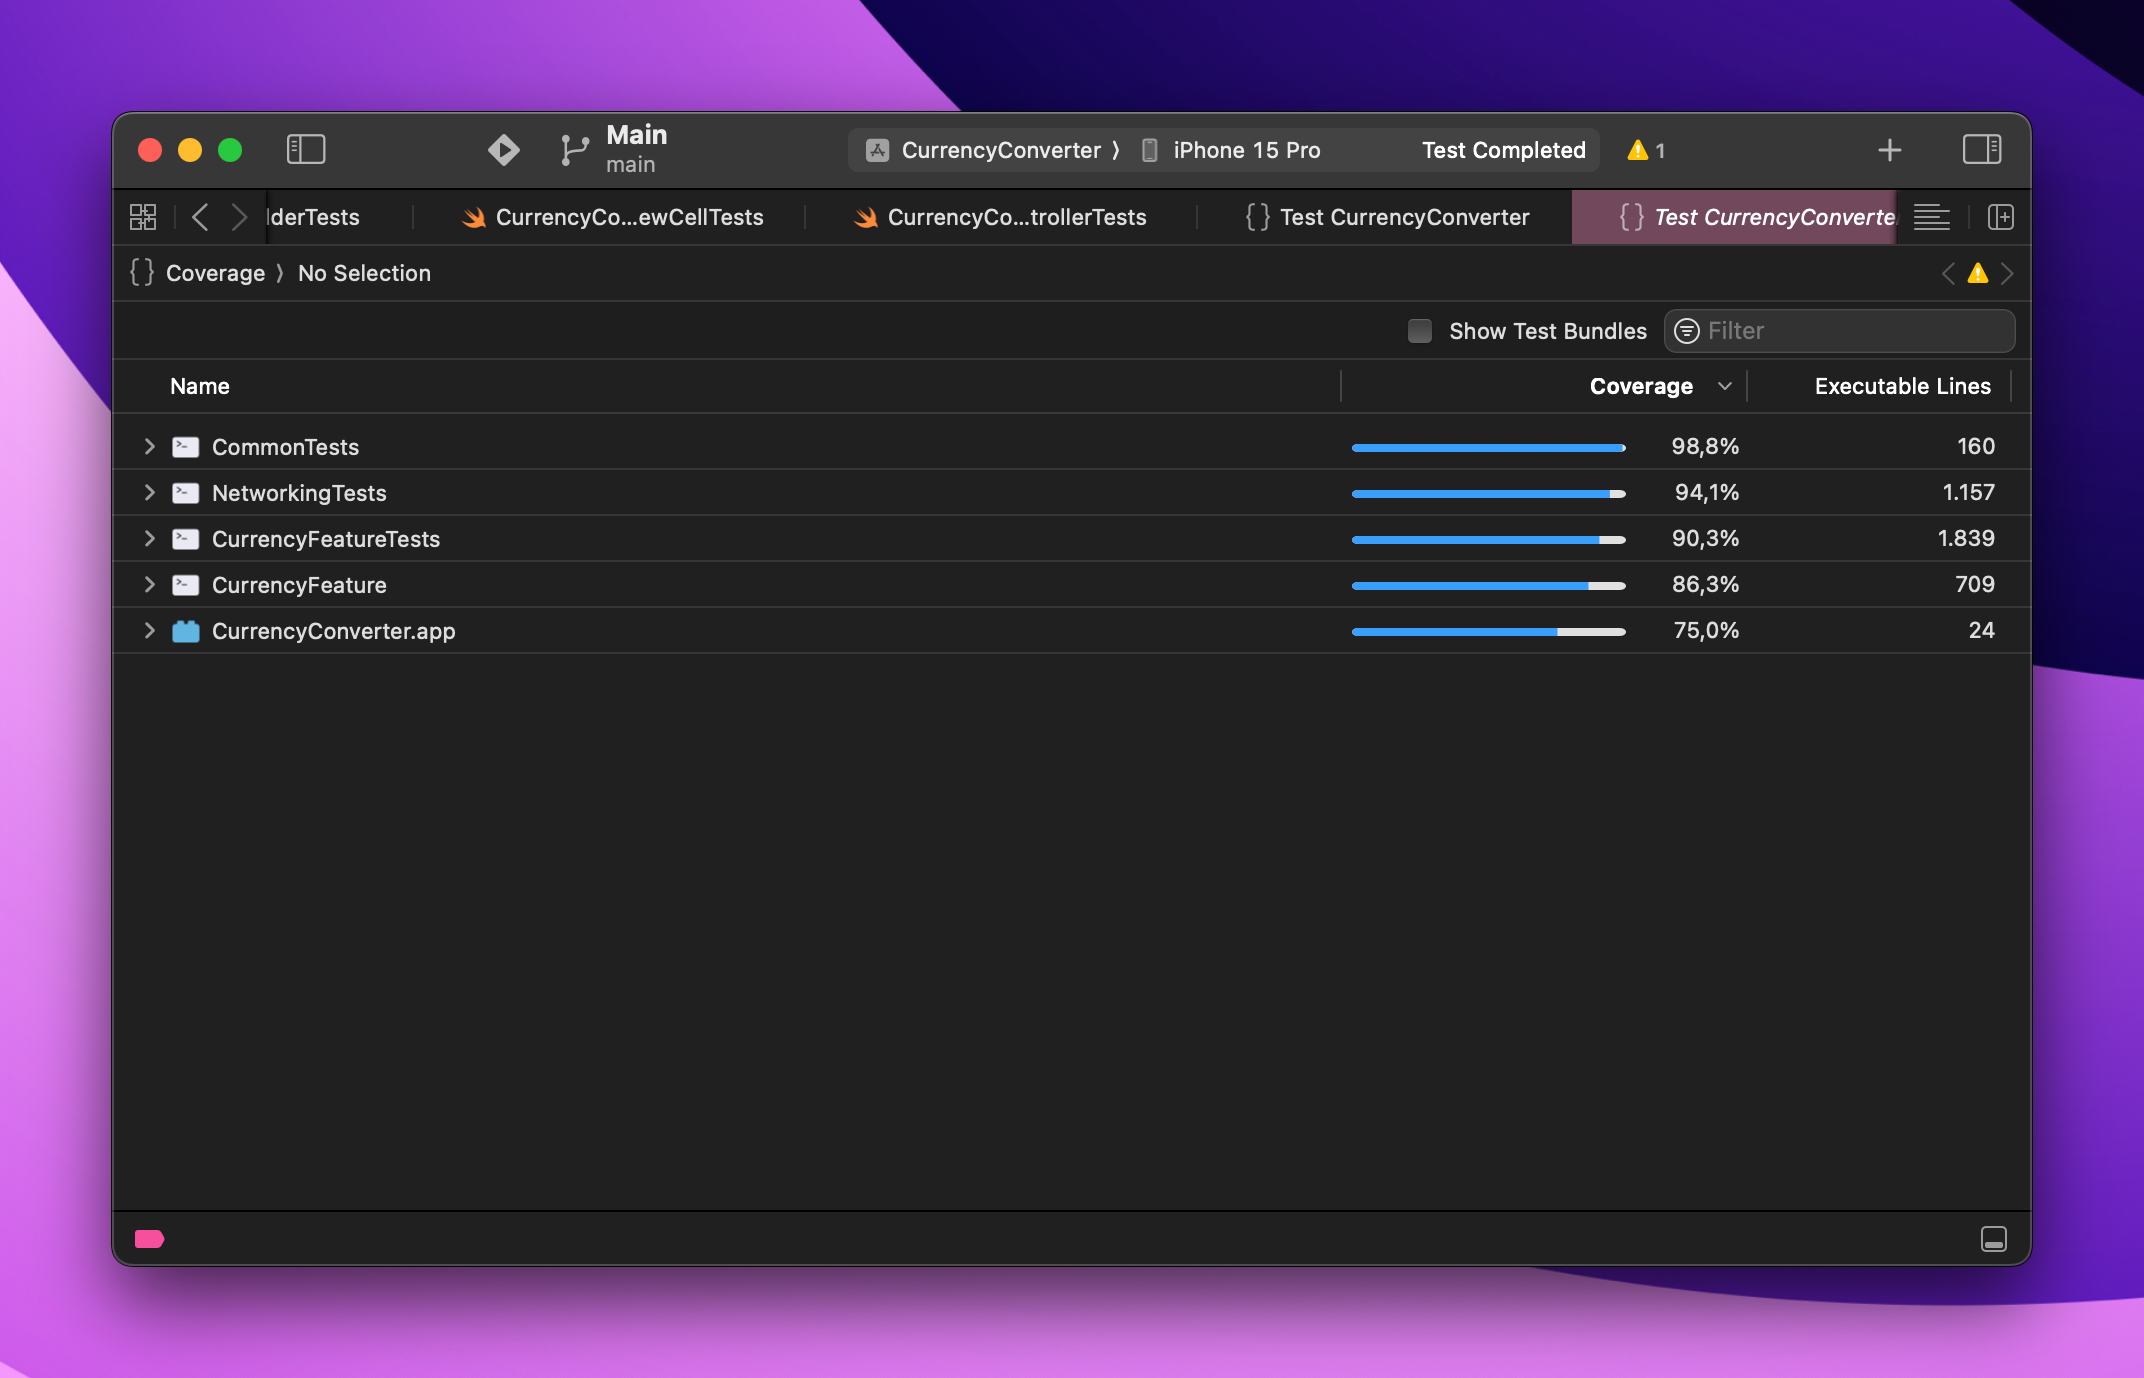 Main
main
CurrencyConverter ⟩ iPhone 15 Pro Test Completed 1
lderTests CurrencyCo...ewCellTests CurrencyCo...trollerTests {} Test CurrencyConverter {} Test CurrencyConverte
{} Coverage ⟩ No Selection
Show Test Bundles Filter
Name Coverage Executable Lines
CommonTests 98,8% 160
NetworkingTests 94,1% 1.157
CurrencyFeatureTests 90,3% 1.839
CurrencyFeature 86,3% 709
CurrencyConverter.app 75,0% 24